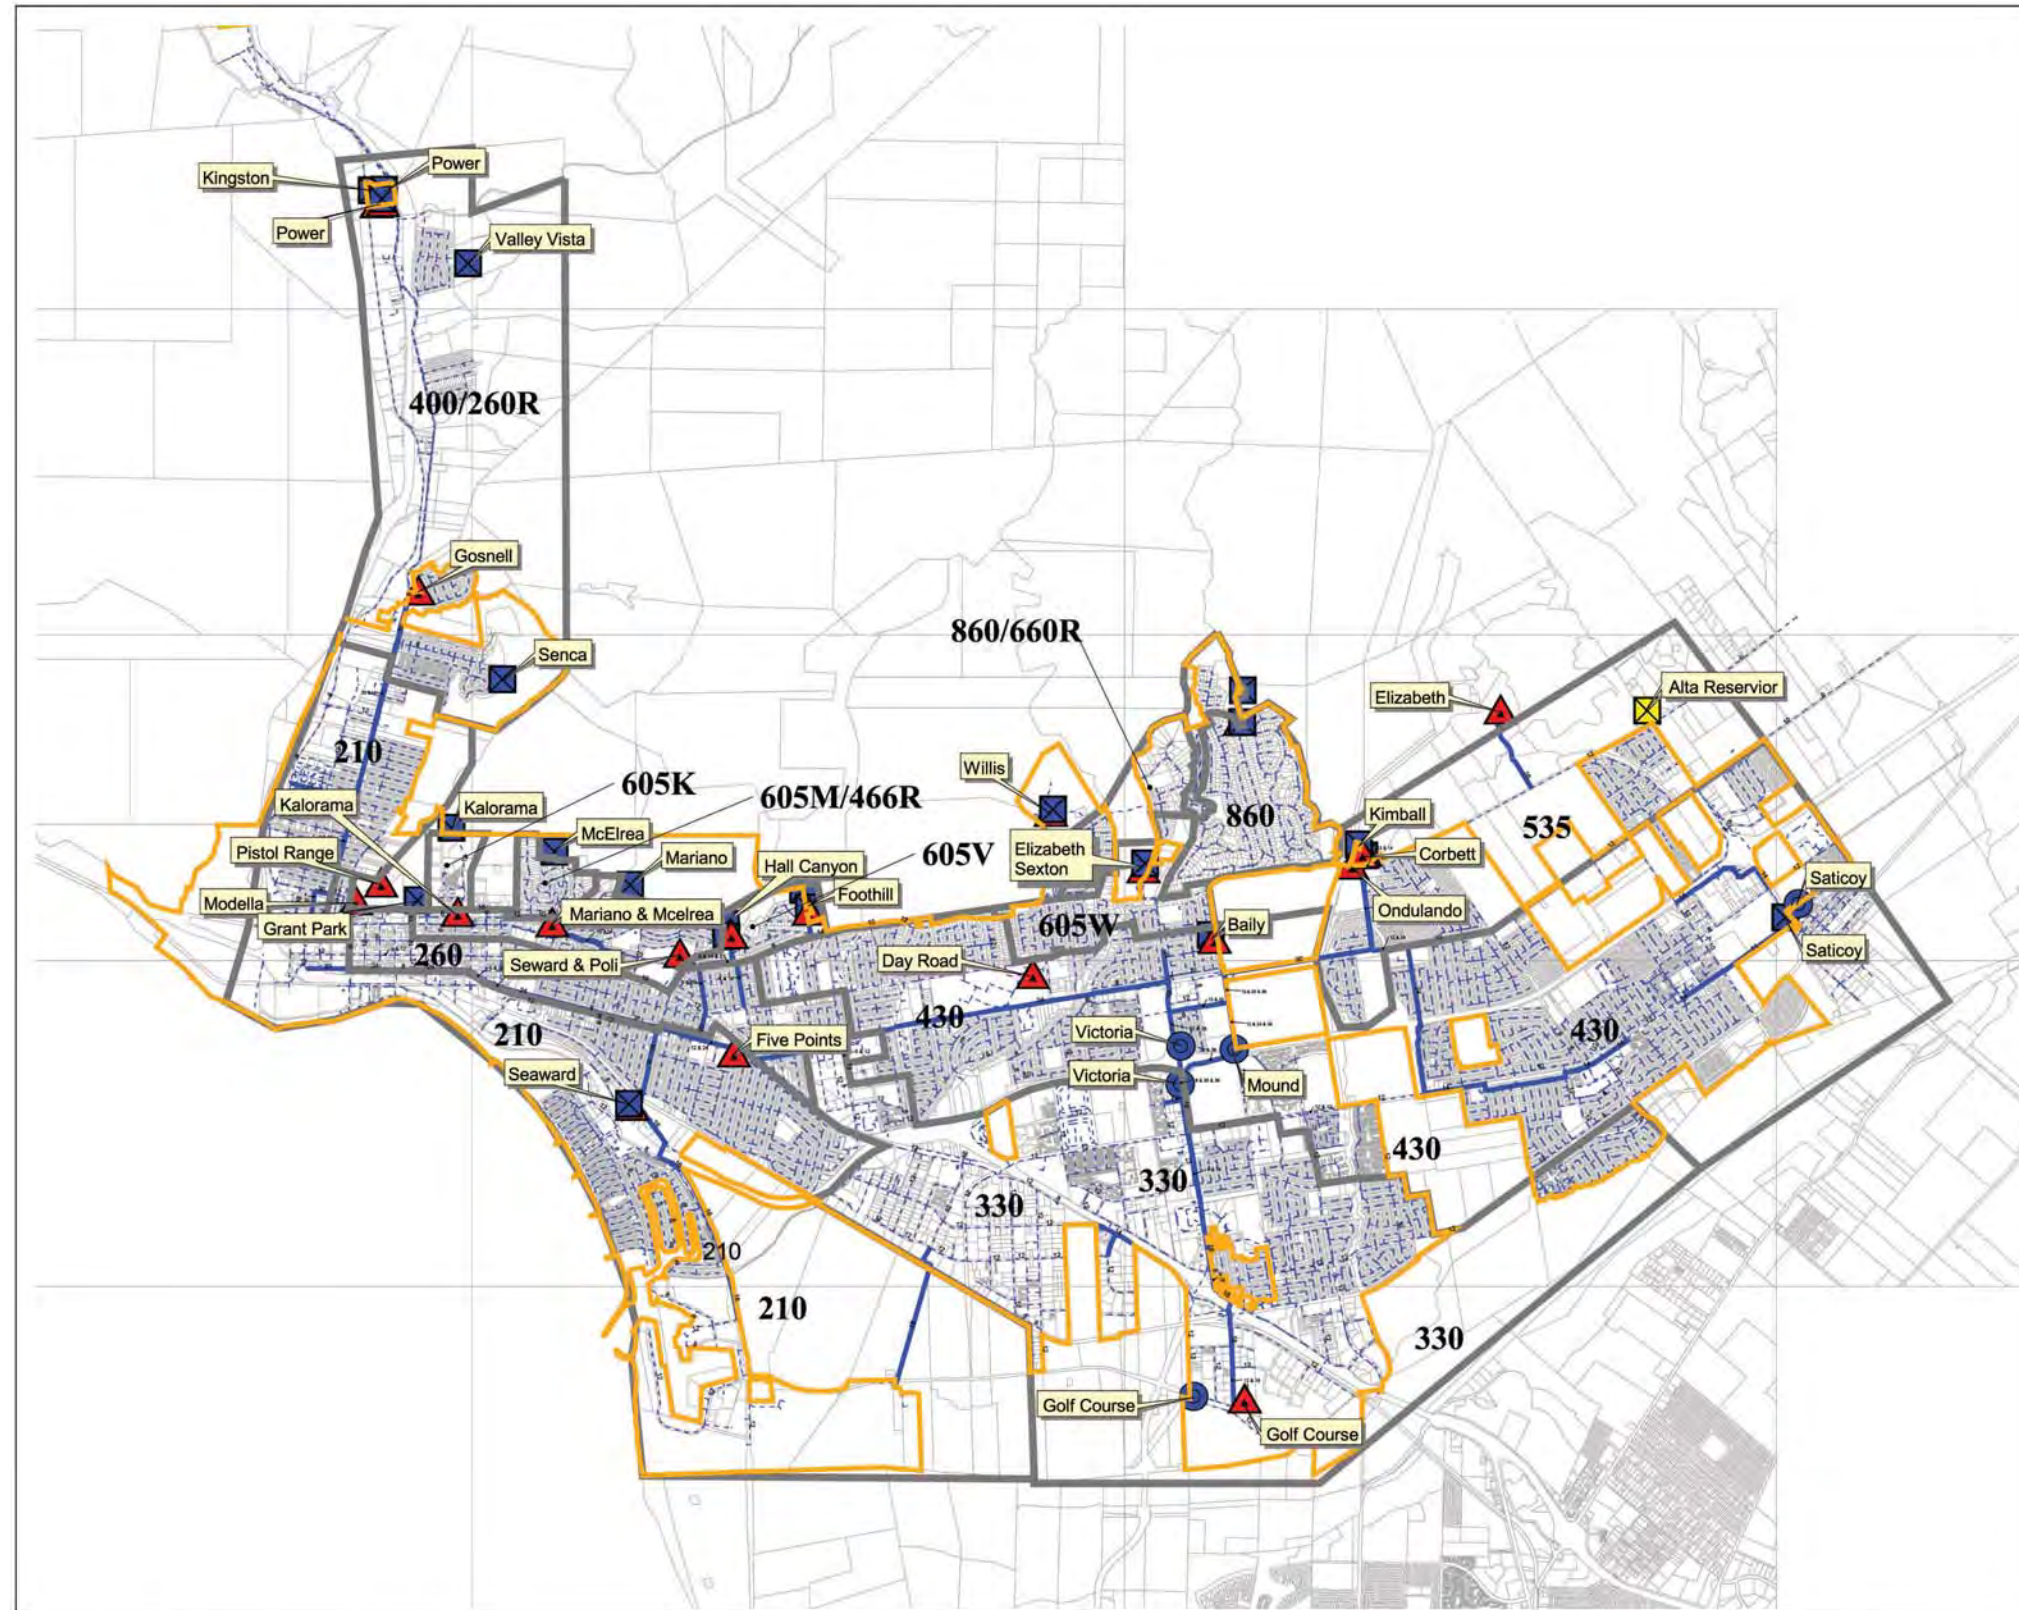 Power
Kingston
Power
Valley Vista
400/260R
Gosnell
860/660R
Senca
Elizabeth
Alta Reservior
210
605K
605M/466R
Willis
Kalorama
Kalorama
860
535
McElrea
Kimball
Pistol Range
Mariano
Hall Canyon
605V
Elizabeth
Sexton
Corbett
Foothill
Saticoy
Modella
Mariano & Mcelrea
Ondulando
Grant Park
605W
Baily
260
Seward & Poli
Day Road
Saticoy
210
430
Five Points
Victoria
430
Seaward
Victoria
Mound
430
330
330
210
210
330
Golf Course
Golf Course